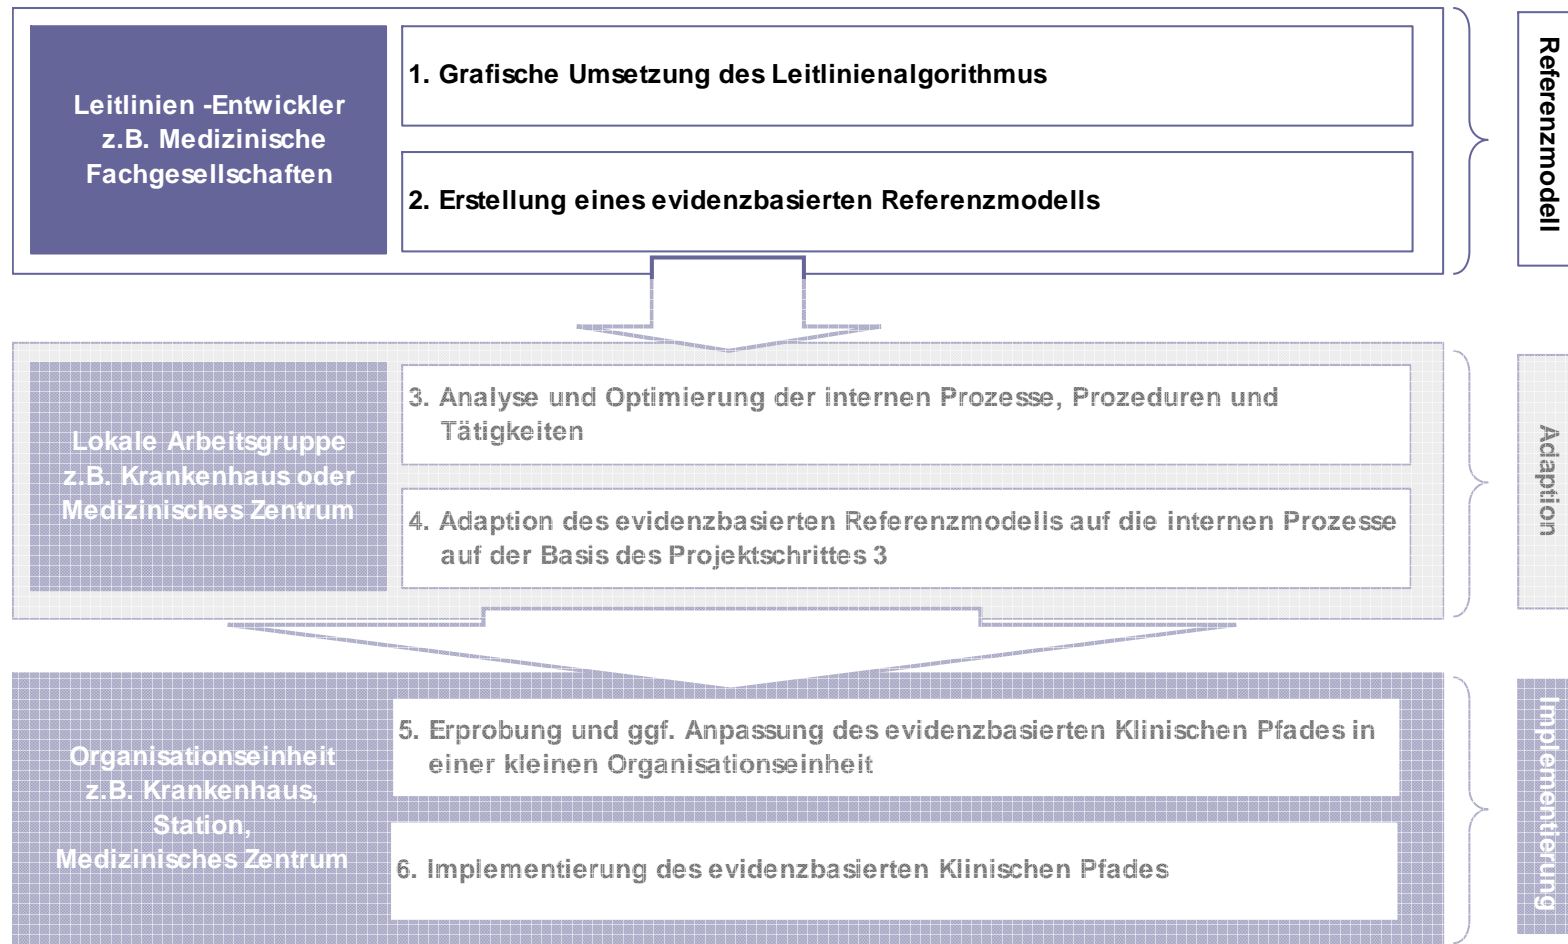 Leitlinien -Entwickler
z.B. Medizinische
Fachgesellschaften
1. Grafische Umsetzung des Leitlinienalgorithmus
2. Erstellung eines evidenzbasierten Referenzmodells
Referenzmodell
Lokale Arbeitsgruppe
z.B. Krankenhaus oder
Medizinisches Zentrum
3. Analyse und Optimierung der internen Prozesse, Prozeduren und
Tätigkeiten
4. Adaption des evidenzbasierten Referenzmodells auf die internen Prozesse
auf der Basis des Projektschrittes 3
Adaption
Organisationseinheit
z.B. Krankenhaus,
Station,
Medizinisches Zentrum
5. Erprobung und ggf. Anpassung des evidenzbasierten Klinischen Pfades in
einer kleinen Organisationseinheit
6. Implementierung des evidenzbasierten Klinischen Pfades
Implementierung